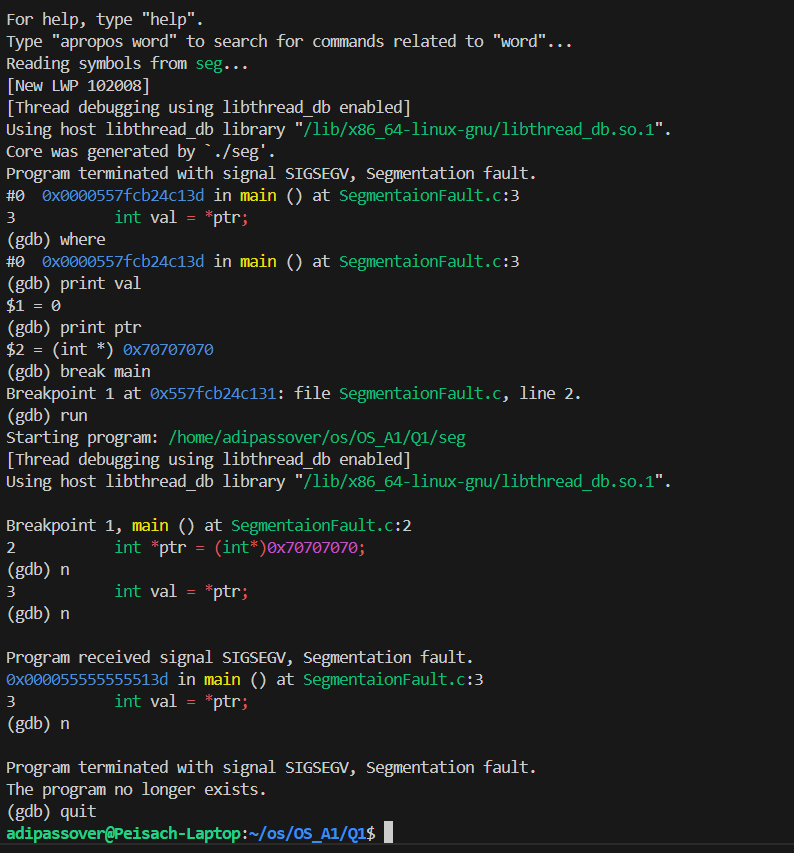 For help, type "help".
Type "apropos word" to search for commands related to "word"...
Reading symbols from seg...
[New LWP 102008]
[Thread debugging using libthread_db enabled]
Using host libthread_db library "/lib/x86_64-linux-gnu/libthread_db.so.1".
Core was generated by `./seg'.
Program terminated with signal SIGSEGV, Segmentation fault.
#0  0x0000557fcb24c13d in main () at SegmentaionFault.c:3
3           int val = *ptr;
(gdb) where
#0  0x0000557fcb24c13d in main () at SegmentaionFault.c:3
(gdb) print val
$1 = 0
(gdb) print ptr
$2 = (int *) 0x70707070
(gdb) break main
Breakpoint 1 at 0x557fcb24c131: file SegmentaionFault.c, line 2.
(gdb) run
Starting program: /home/adipassover/os/OS_A1/Q1/seg
[Thread debugging using libthread_db enabled]
Using host libthread_db library "/lib/x86_64-linux-gnu/libthread_db.so.1".

Breakpoint 1, main () at SegmentaionFault.c:2
2           int *ptr = (int*)0x70707070;
(gdb) n
3           int val = *ptr;
(gdb) n

Program received signal SIGSEGV, Segmentation fault.
0x000055555555513d in main () at SegmentaionFault.c:3
3           int val = *ptr;
(gdb) n

Program terminated with signal SIGSEGV, Segmentation fault.
The program no longer exists.
(gdb) quit
adipassover@Peisach-Laptop:~/os/OS_A1/Q1$